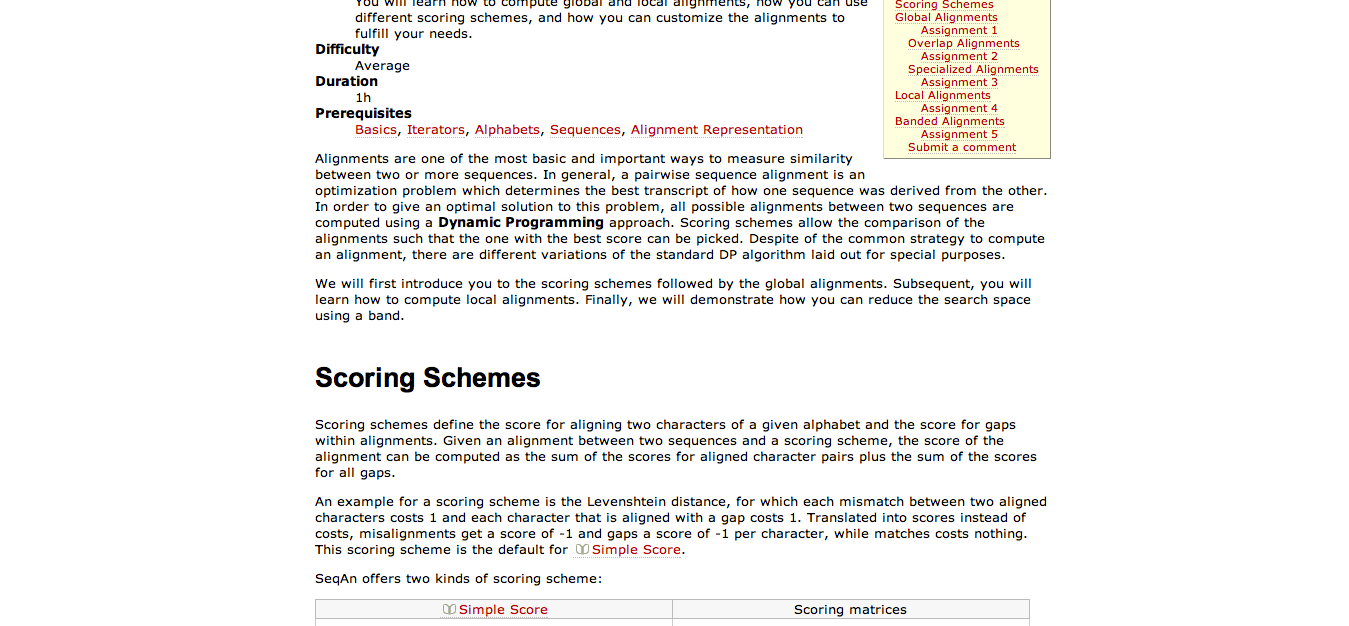 You will learn how to compute global and local alignments, how you can use
different scoring schemes, and how you can customize the alignments to
fulfill your needs.
Difficulty
Average
Duration
1h
Prerequisites
Basics, Iterators, Alphabets, Sequences, Alignment Representation
Scoring Schemes
Global Alignments
Assignment 1
Overlap Alignments
Assignment 2
Specialized Alignments
Assignment 3
Local Alignments
Assignment 4
Banded Alignments
Assignment 5
Submit a comment
Alignments are one of the most basic and important ways to measure similarity
between two or more sequences. In general, a pairwise sequence alignment is an
optimization problem which determines the best transcript of how one sequence was derived from the other.
In order to give an optimal solution to this problem, all possible alignments between two sequences are
computed using a Dynamic Programming approach. Scoring schemes allow the comparison of the
alignments such that the one with the best score can be picked. Despite of the common strategy to compute
an alignment, there are different variations of the standard DP algorithm laid out for special purposes.
We will first introduce you to the scoring schemes followed by the global alignments. Subsequent, you will
learn how to compute local alignments. Finally, we will demonstrate how you can reduce the search space
using a band.
Scoring Schemes
Scoring schemes define the score for aligning two characters of a given alphabet and the score for gaps
within alignments. Given an alignment between two sequences and a scoring scheme, the score of the
alignment can be computed as the sum of the scores for aligned character pairs plus the sum of the scores
for all gaps.
An example for a scoring scheme is the Levenshtein distance, for which each mismatch between two aligned
characters costs 1 and each character that is aligned with a gap costs 1. Translated into scores instead of
costs, misalignments get a score of -1 and gaps a score of -1 per character, while matches costs nothing.
This scoring scheme is the default for Simple Score.
SeqAn offers two kinds of scoring scheme:
Simple Score
Scoring matrices